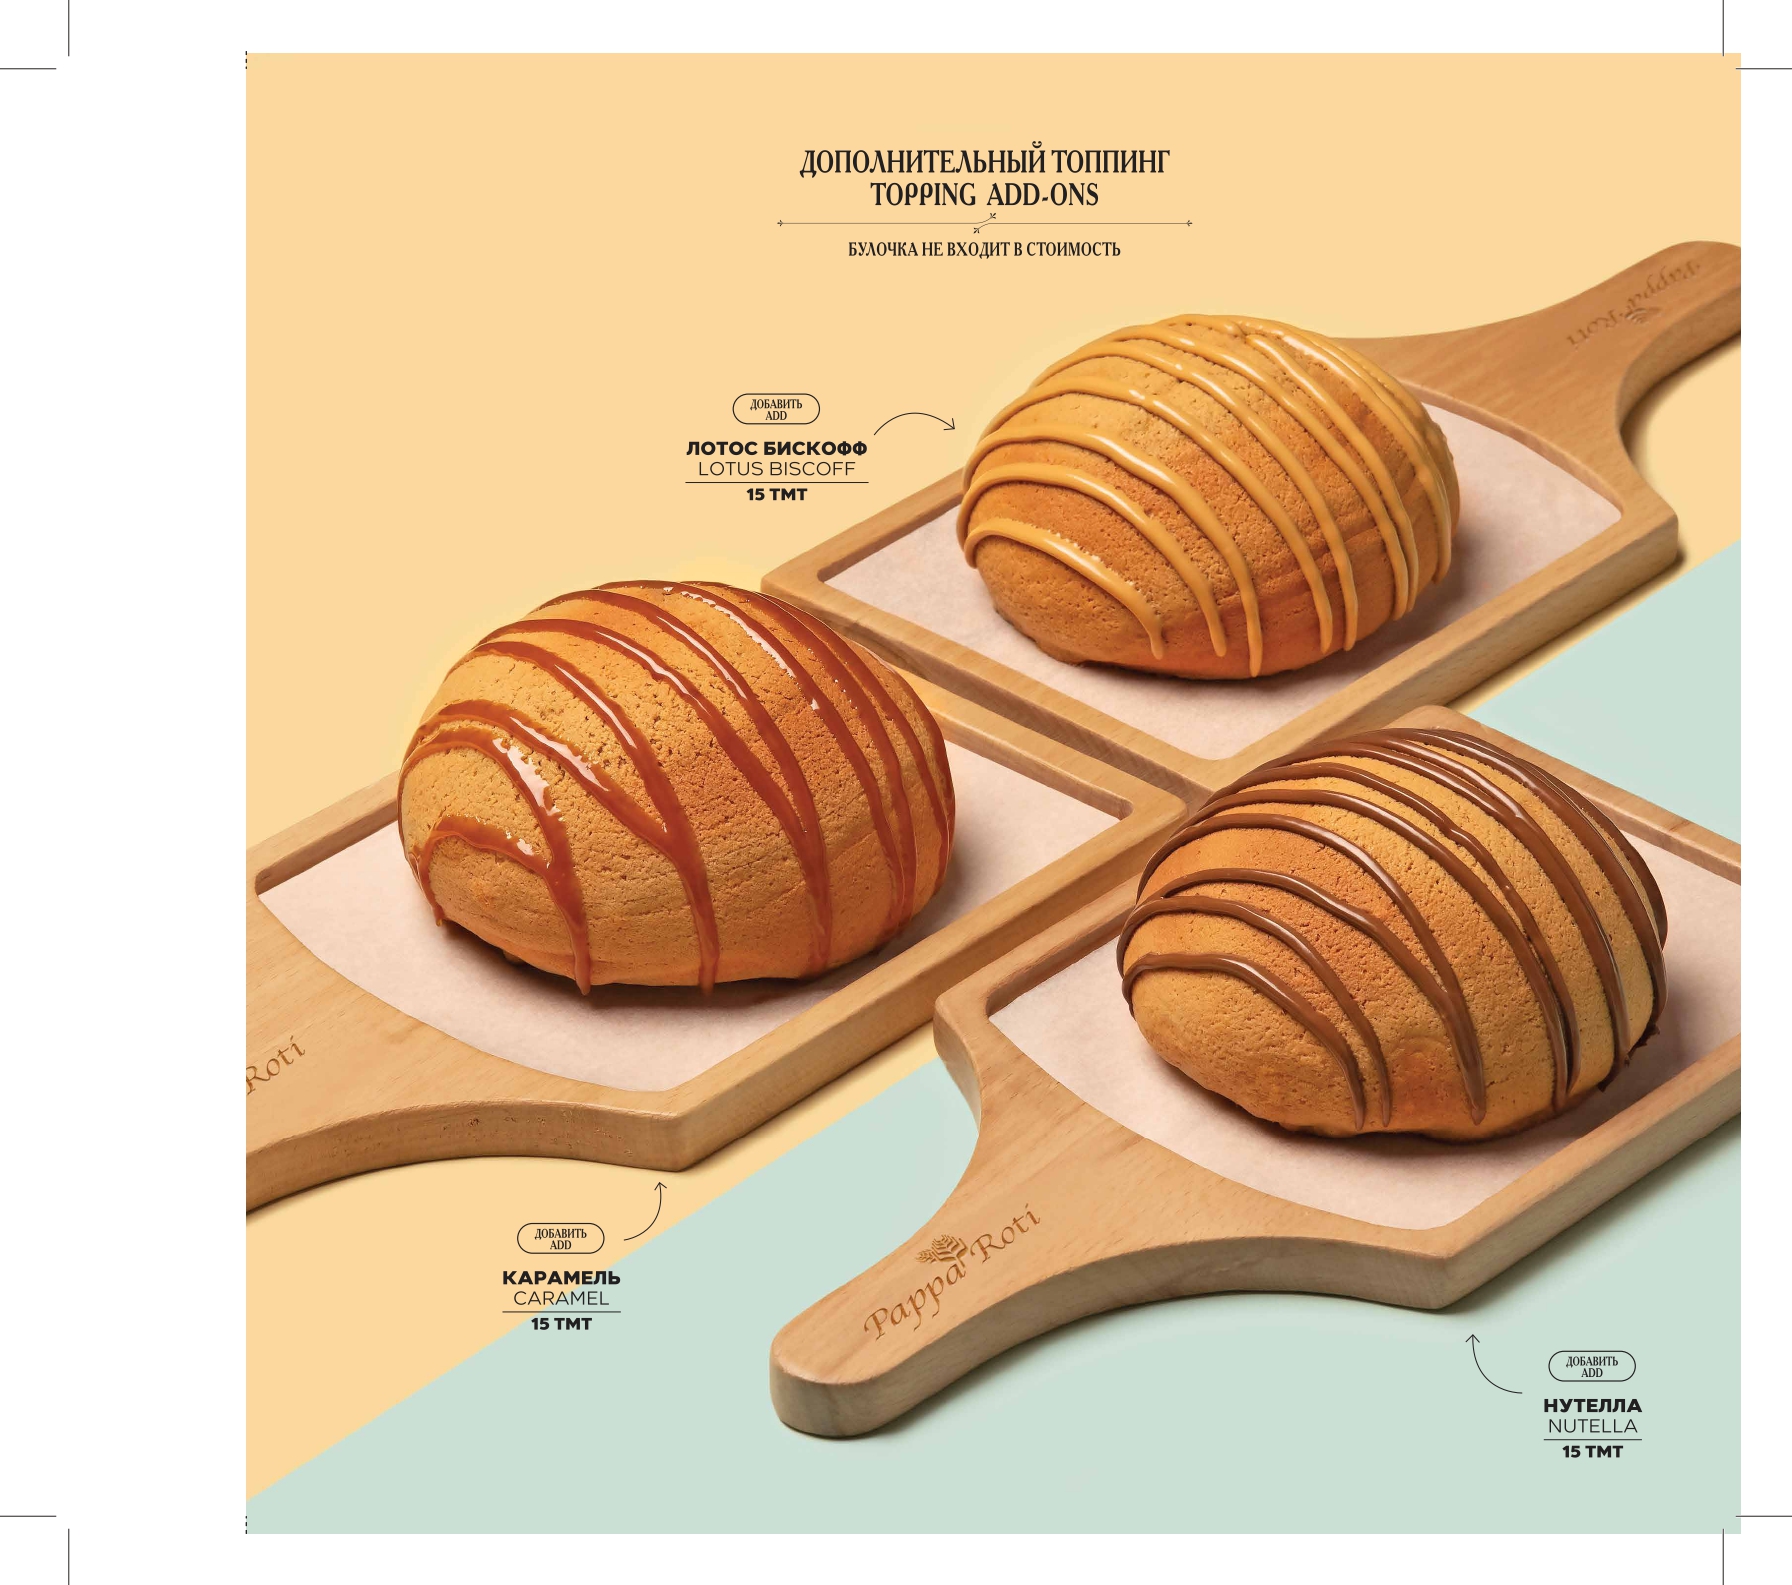 ДОПОЛНИТЕЛЬНЫЙ ТОППИНГ
TOPPING ADD-ONS
БУЛОЧКА НЕ ВХОДИТ В СТОИМОСТЬ
Pappa Roti
ДОБАВИТЬ
ADD
ЛОТОС БИСКОФФ
LOTUS BISCOFF
15 TMT
Roti
ДОБАВИТЬ
ADD
КАРАМЕЛЬ
CARAMEL
15 TMT
Pappa Roti
ДОБАВИТЬ
ADD
НУТЕЛЛА
NUTELLA
15 TMT